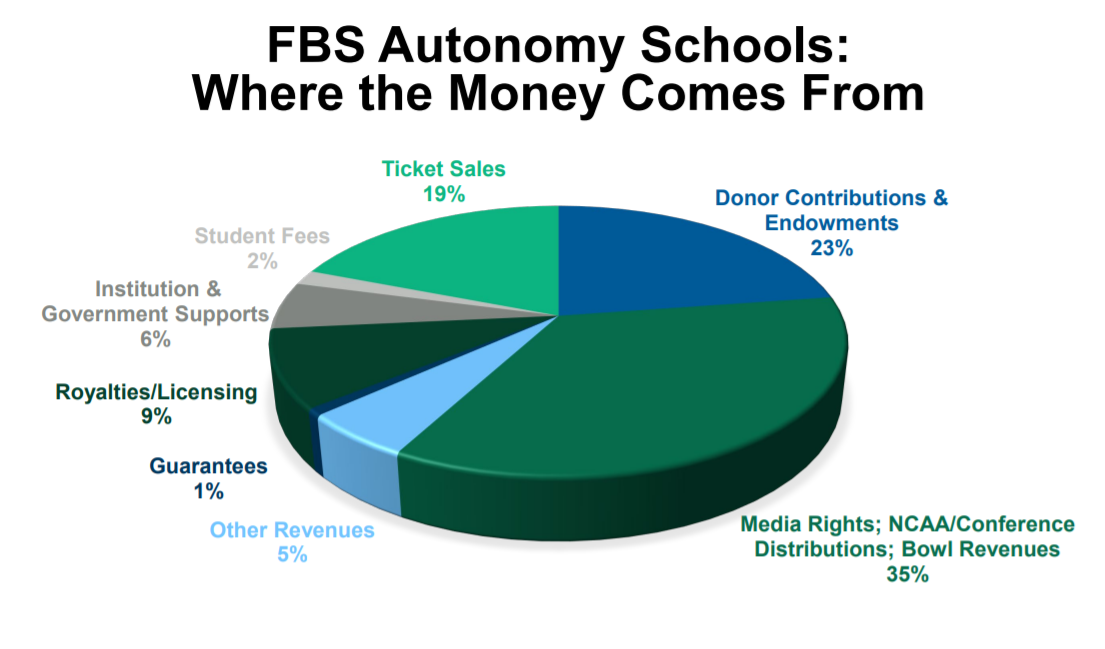 FBS Autonomy Schools:
Where the Money Comes From
Ticket Sales
19%
Donor Contributions &
Endowments
23%
Student Fees
2%
Institution &
Government Supports
6%
Royalties/Licensing
9%
Guarantees
1%
Other Revenues
5%
Media Rights; NCAA/Conference
Distributions; Bowl Revenues
35%